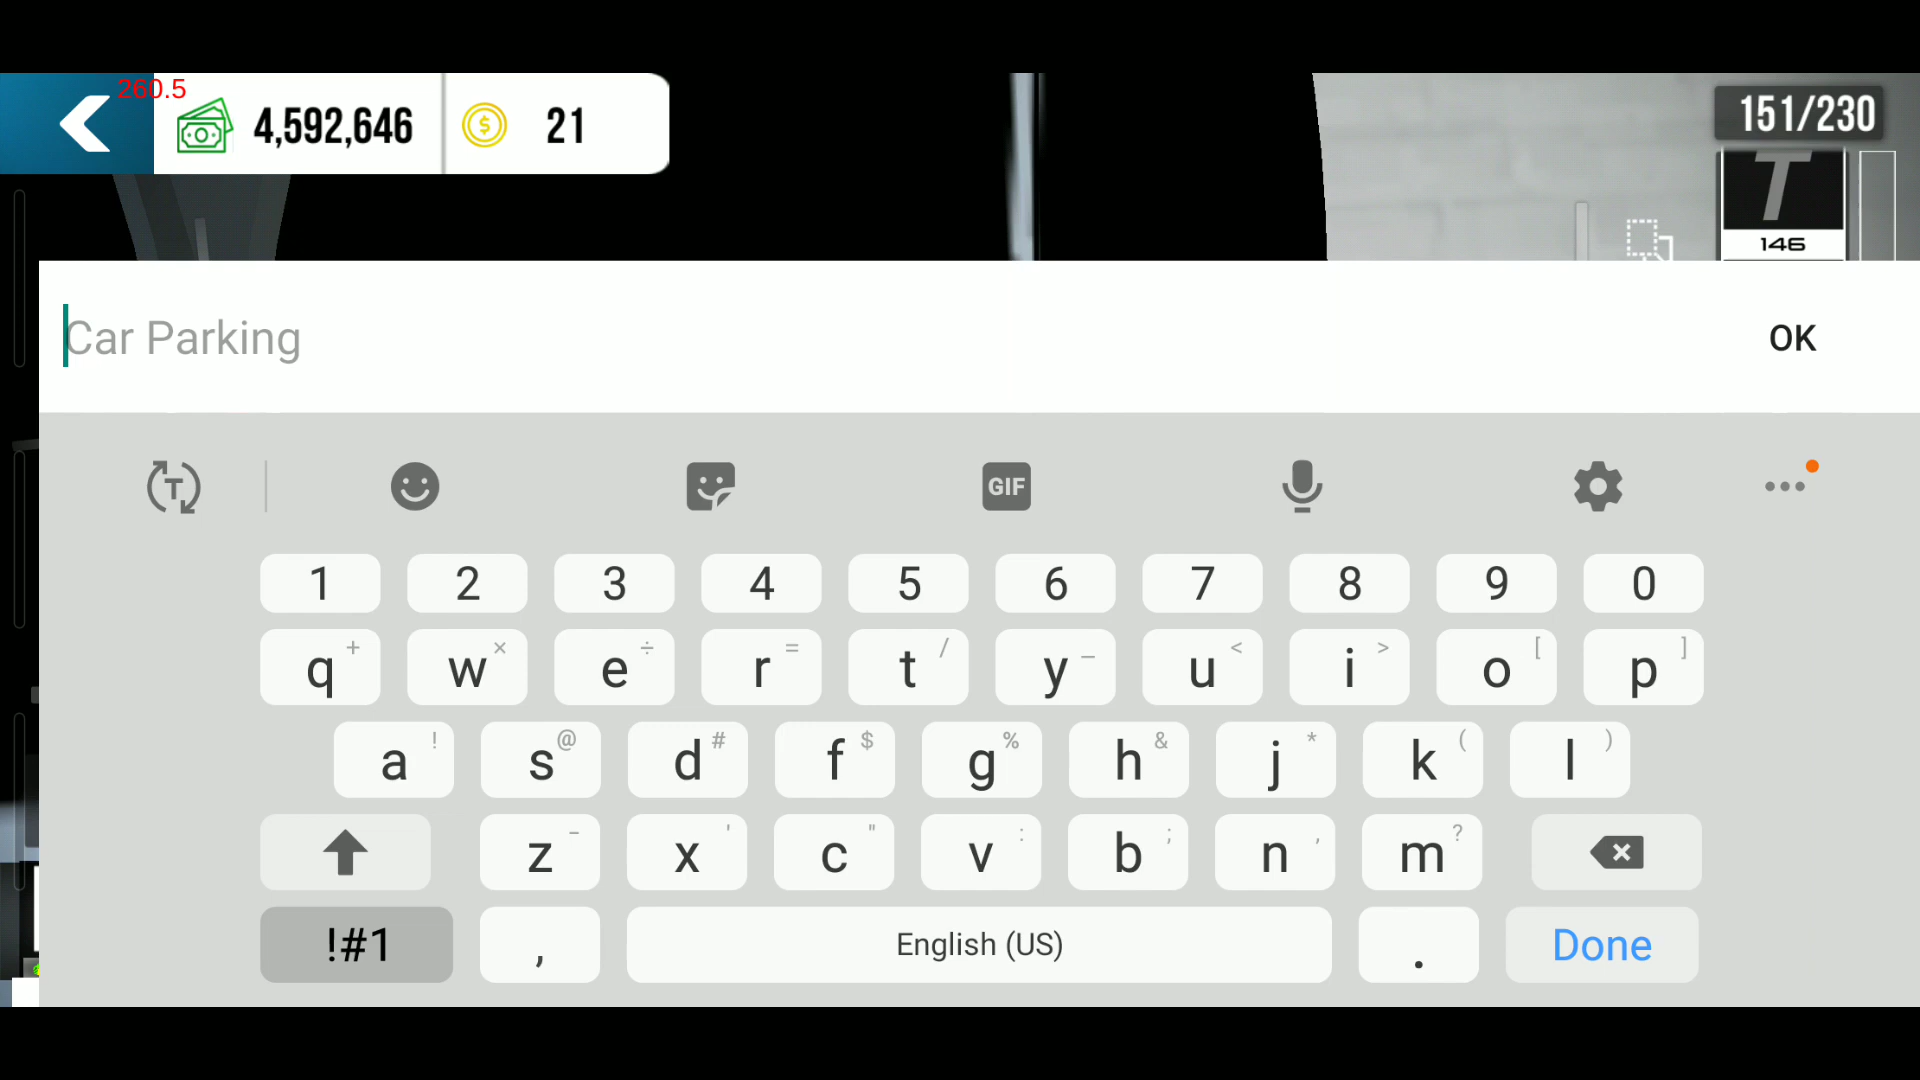 260.5
4,592,646 21
151/230
T
146
Car Parking
OK
T
GIF
1 2 3 4 5 6 7 8 9 0
q + w × e ÷ r = t / y _ u < i > o [ p ]
a ! s @ d # f $ g % h & j * k ( l )
z - x ' c " v : b ; n , m ?
!#1 , English (US) . Done